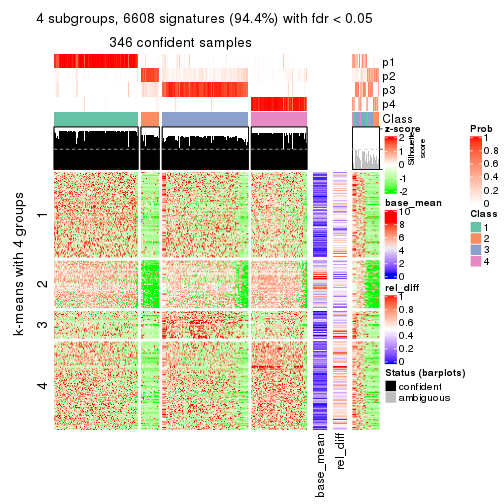 4 subgroups, 6608 signatures (94.4%) with fdr < 0.05
346 confident samples
p1
p2
p3
p4
Class
Silhouette
score
k-means with 4 groups
1
2
3
4
base_mean
rel_diff
z-score
2
1
0
-1
-2
base_mean
10
8
6
4
2
0
rel_diff
1
0.8
0.6
0.4
0.2
0
Status (barplots)
confident
ambiguous
Prob
1
0.8
0.6
0.4
0.2
0
Class
1
2
3
4